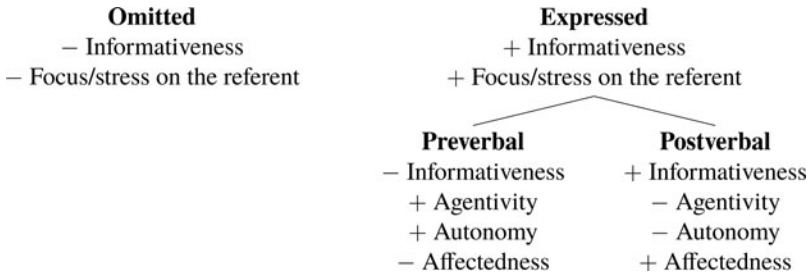 Omitted
− Informativeness
− Focus/stress on the referent
Expressed
+ Informativeness
+ Focus/stress on the referent
Preverbal
− Informativeness
+ Agentivity
+ Autonomy
− Affectedness
Postverbal
+ Informativeness
− Agentivity
− Autonomy
+ Affectedness